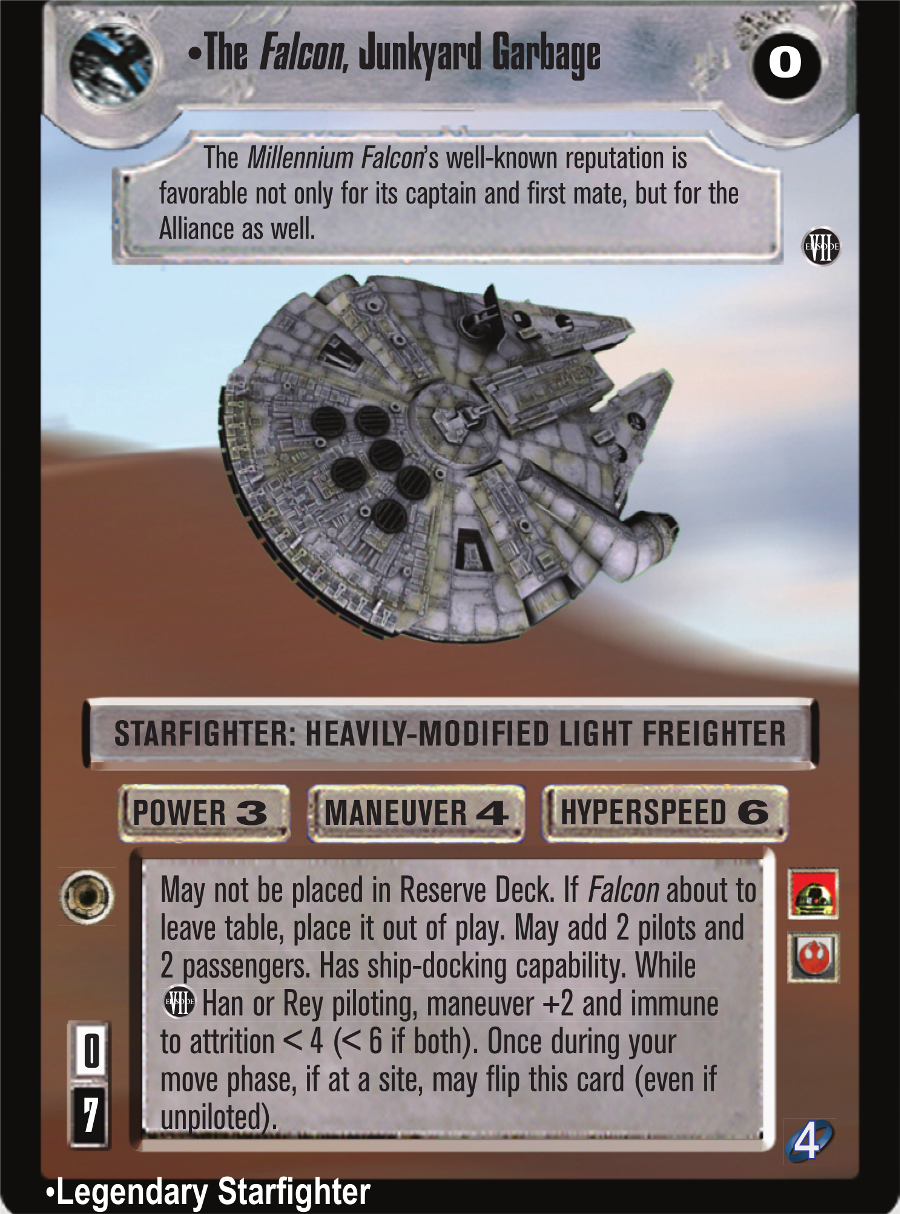 •The Falcon, Junkyard Garbage
0
The Millennium Falcon's well-known reputation is
favorable not only for its captain and first mate, but for the
Alliance as well.
EPISODE VII
STARFIGHTER: HEAVILY-MODIFIED LIGHT FREIGHTER
POWER 3 MANEUVER 4 HYPERSPEED 6
May not be placed in Reserve Deck. If Falcon about to
leave table, place it out of play. May add 2 pilots and
2 passengers. Has ship-docking capability. While
EPISODE VII Han or Rey piloting, maneuver +2 and immune
to attrition < 4 (< 6 if both). Once during your
move phase, if at a site, may flip this card (even if
unpiloted).
0
7
4
•Legendary Starfighter